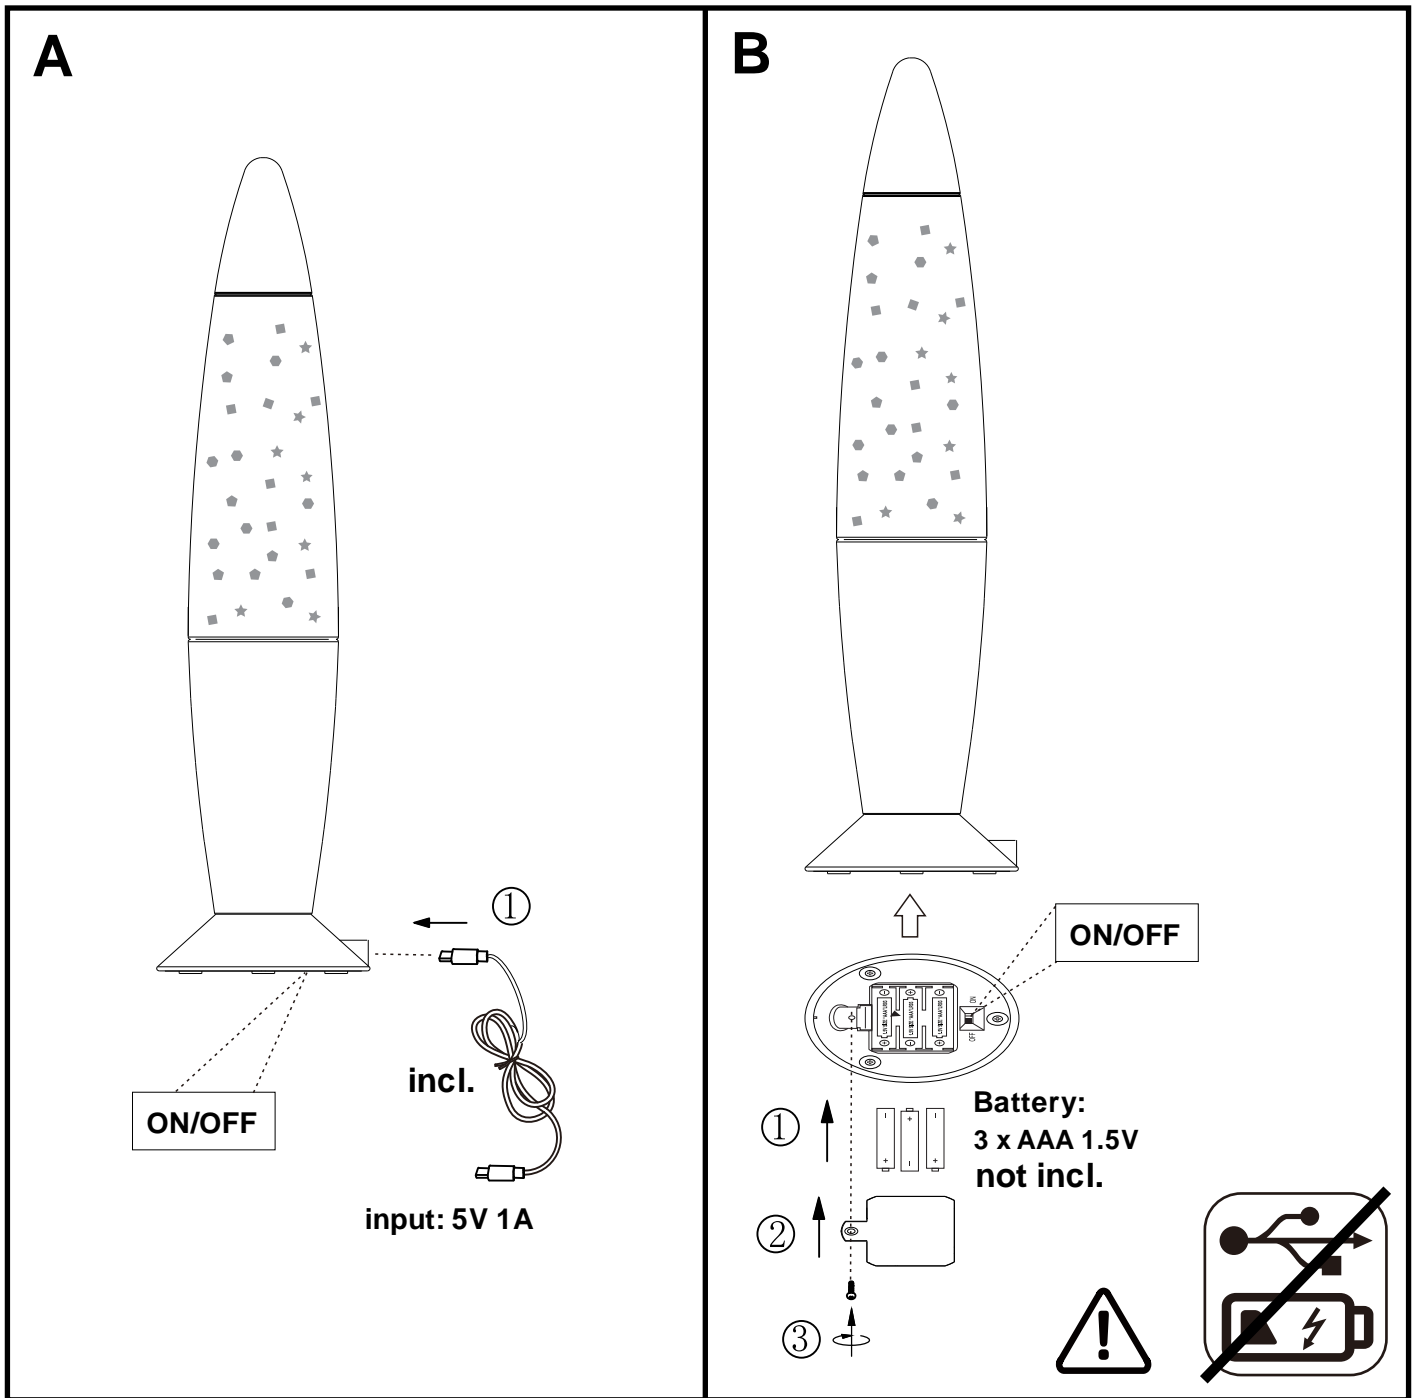 A
①
incl.
ON/OFF
input: 5V 1A
B
ON/OFF
ON
OFF
①
Battery:
3 x AAA 1.5V
not incl.
②
③